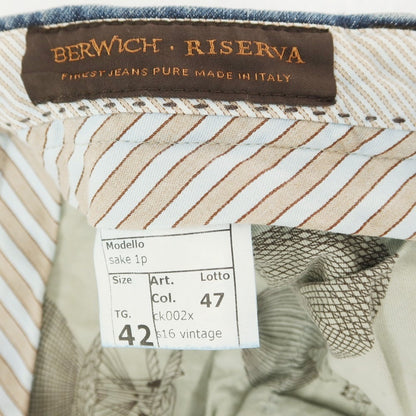 BERWICH · RISERVA
FINEST JEANS PURE MADE IN ITALY
Modello
sake 1p
Size Art. Lotto
Col. 47
TG. ck002x
42 s16 vintage